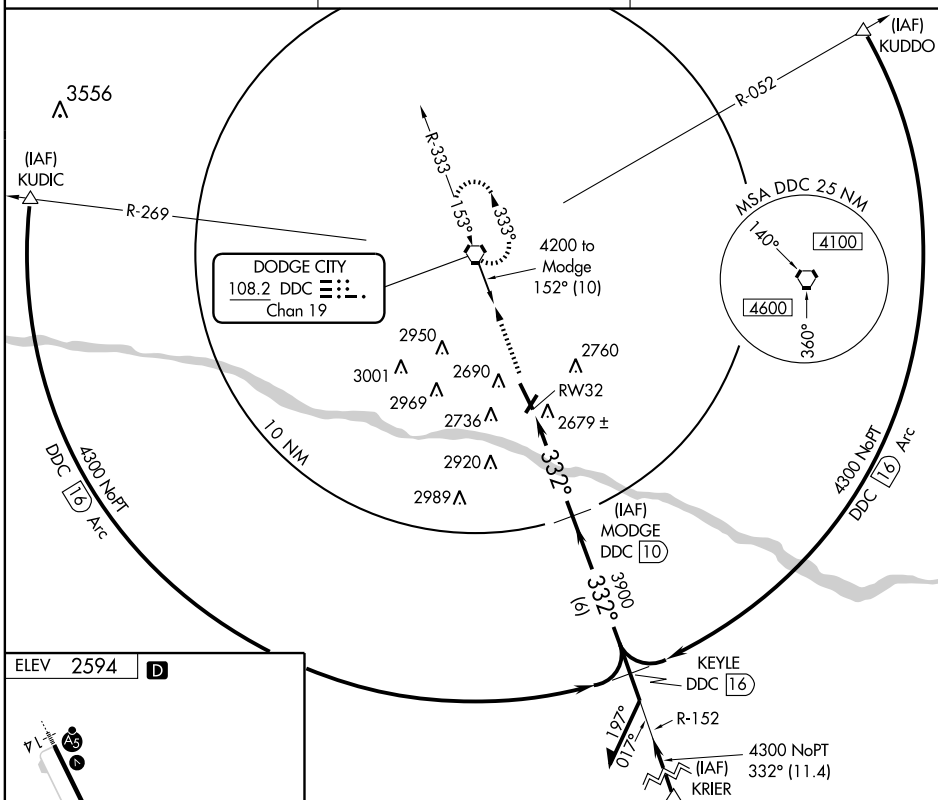 (IAF)
KUDDO
R-052
3556
(IAF)
KUDIC
R-269
R-333
153°
333°
MSA DDC 25 NM
140°
4100
4600
360°
4200 to
Modge
152° (10)
DODGE CITY
108.2 DDC
Chan 19
2950
3001
2969
2690
2760
RW32
2736
2679 ±
2920
2989
10 NM
332°
4300 NoPT
DDC 16 Arc
4300 NoPT
DDC 16 Arc
(IAF)
MODGE
DDC 10
3900
332°
(6)
KEYLE
DDC 16
197°
017°
R-152
4300 NoPT
332° (11.4)
(IAF)
KRIER
ELEV 2594 D
14
A5